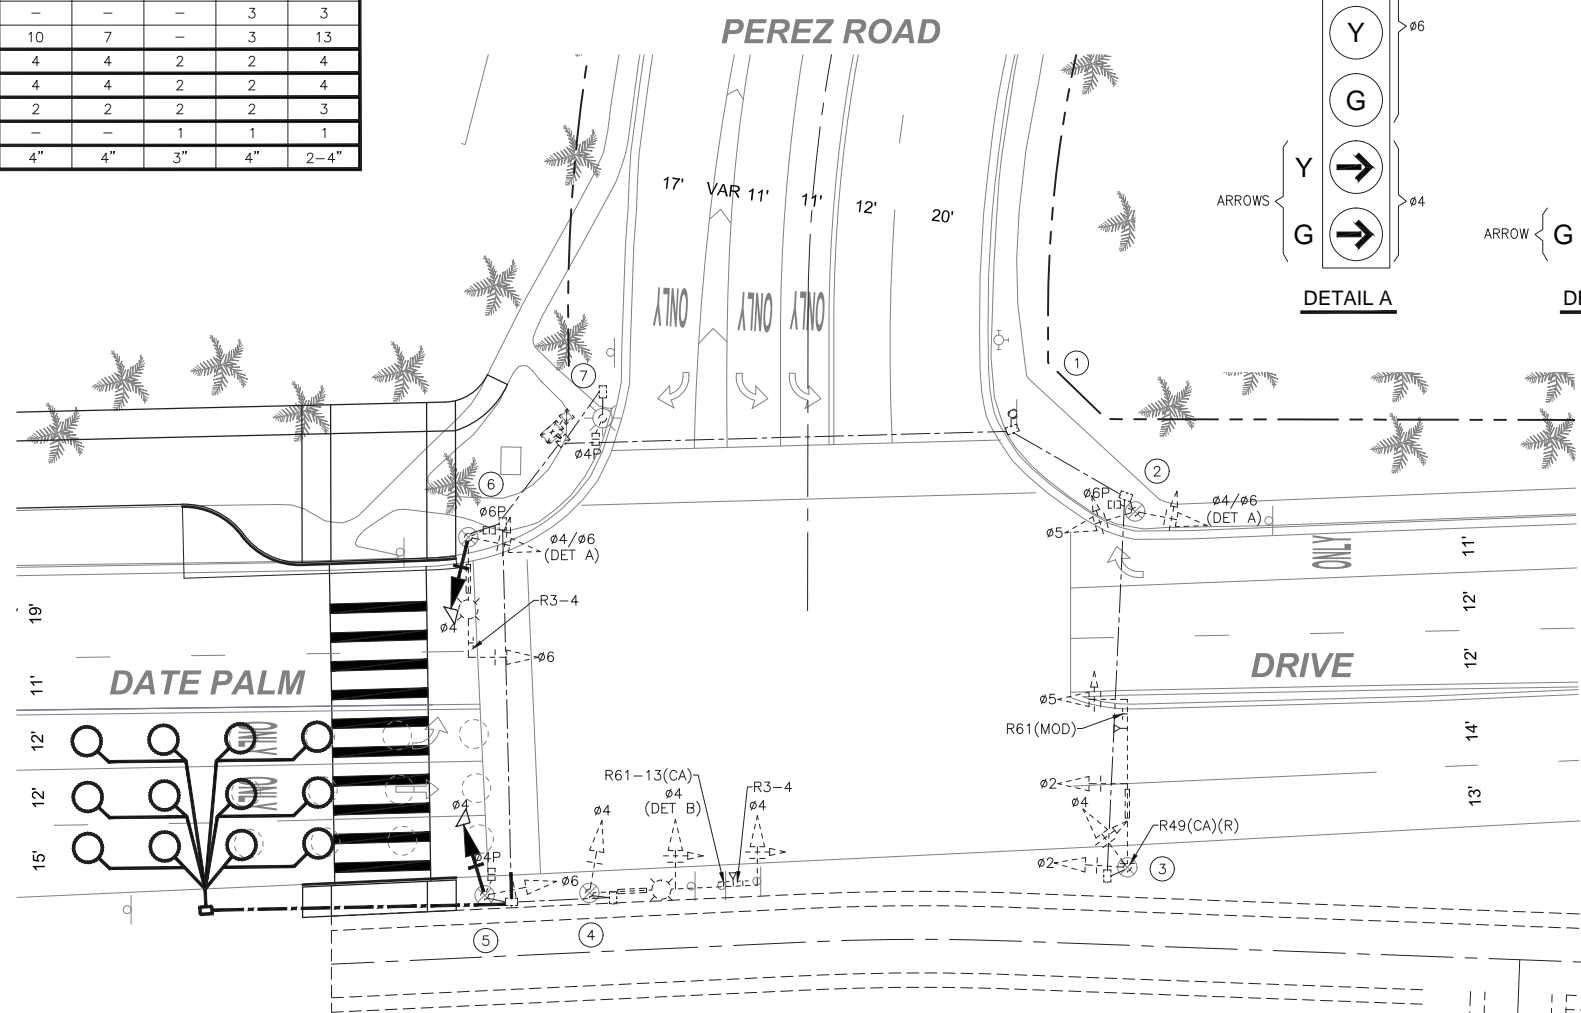 – – – 3 3
10 7 – 3 13
4 4 2 2 4
4 4 2 2 4
2 2 2 2 3
– – 1 1 1
4" 4" 3" 4" 2–4"
PEREZ ROAD
Y
ø6
G
ARROWS
Y
G
ø4
DETAIL A
ARROW
G
17'
VAR
11'
11'
12'
20'
ONLY
ONLY
ONLY
7
1
ø4P
6
ø6P
ø4/ø6
(DET A)
2
ø6P
ø4/ø6
(DET A)
ø5
ONLY
11'
12'
12'
14'
13'
19'
11'
12'
12'
15'
ø4
R3–4
ø6
DATE PALM
DRIVE
ø5
R61(MOD)
ONLY
ONLY
R61–13(CA)
R3–4
ø4
ø4
ø4
(DET B)
ø4
ø2
ø4
R49(CA)(R)
ø2
3
ø4P
ø6
5
4